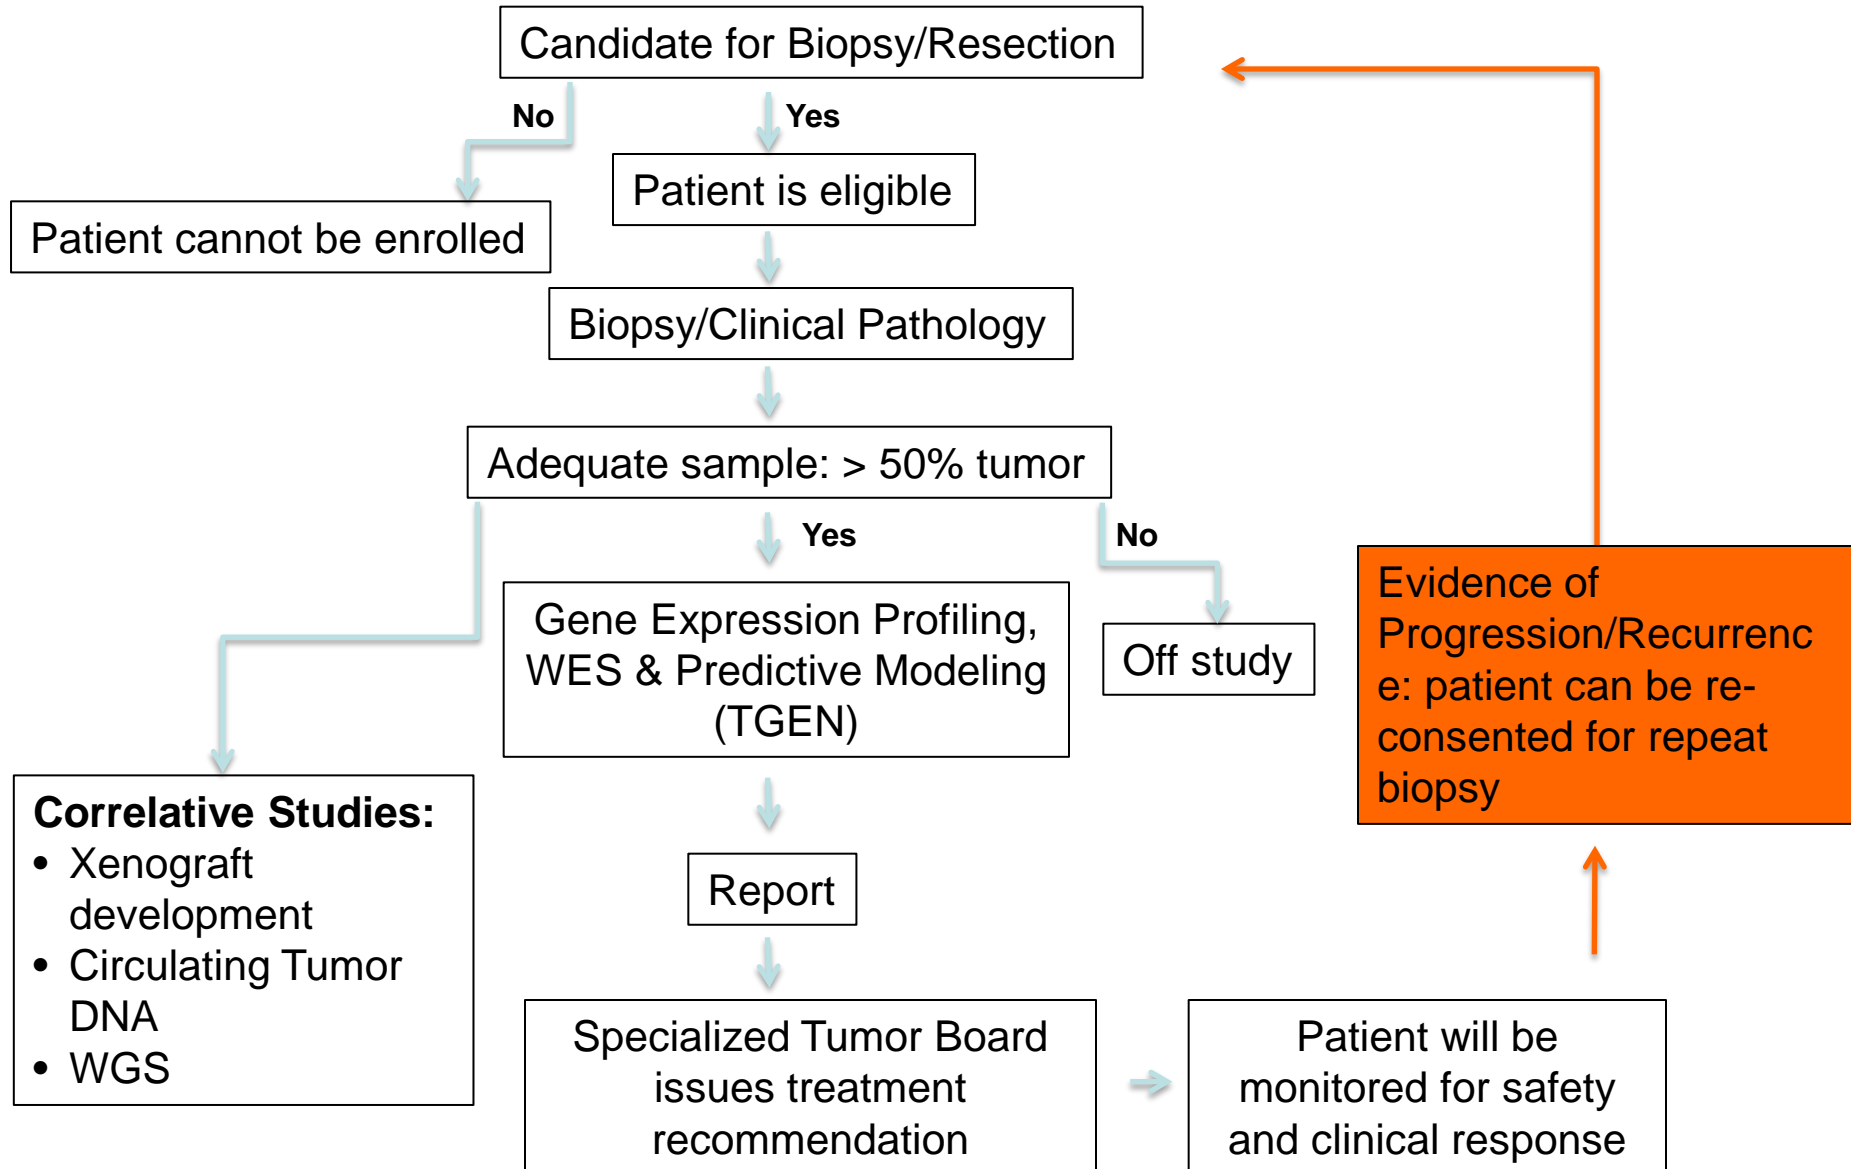 Candidate for Biopsy/Resection
No
Yes
Patient is eligible
Patient cannot be enrolled
Biopsy/Clinical Pathology
Adequate sample: > 50% tumor
Yes
No
Gene Expression Profiling,
WES & Predictive Modeling
(TGEN)
Off study
Evidence of
Progression/Recurrenc
e: patient can be re-
consented for repeat
biopsy
Correlative Studies:
• Xenograft
development
• Circulating Tumor
DNA
• WGS
Report
Specialized Tumor Board
issues treatment
recommendation
Patient will be
monitored for safety
and clinical response